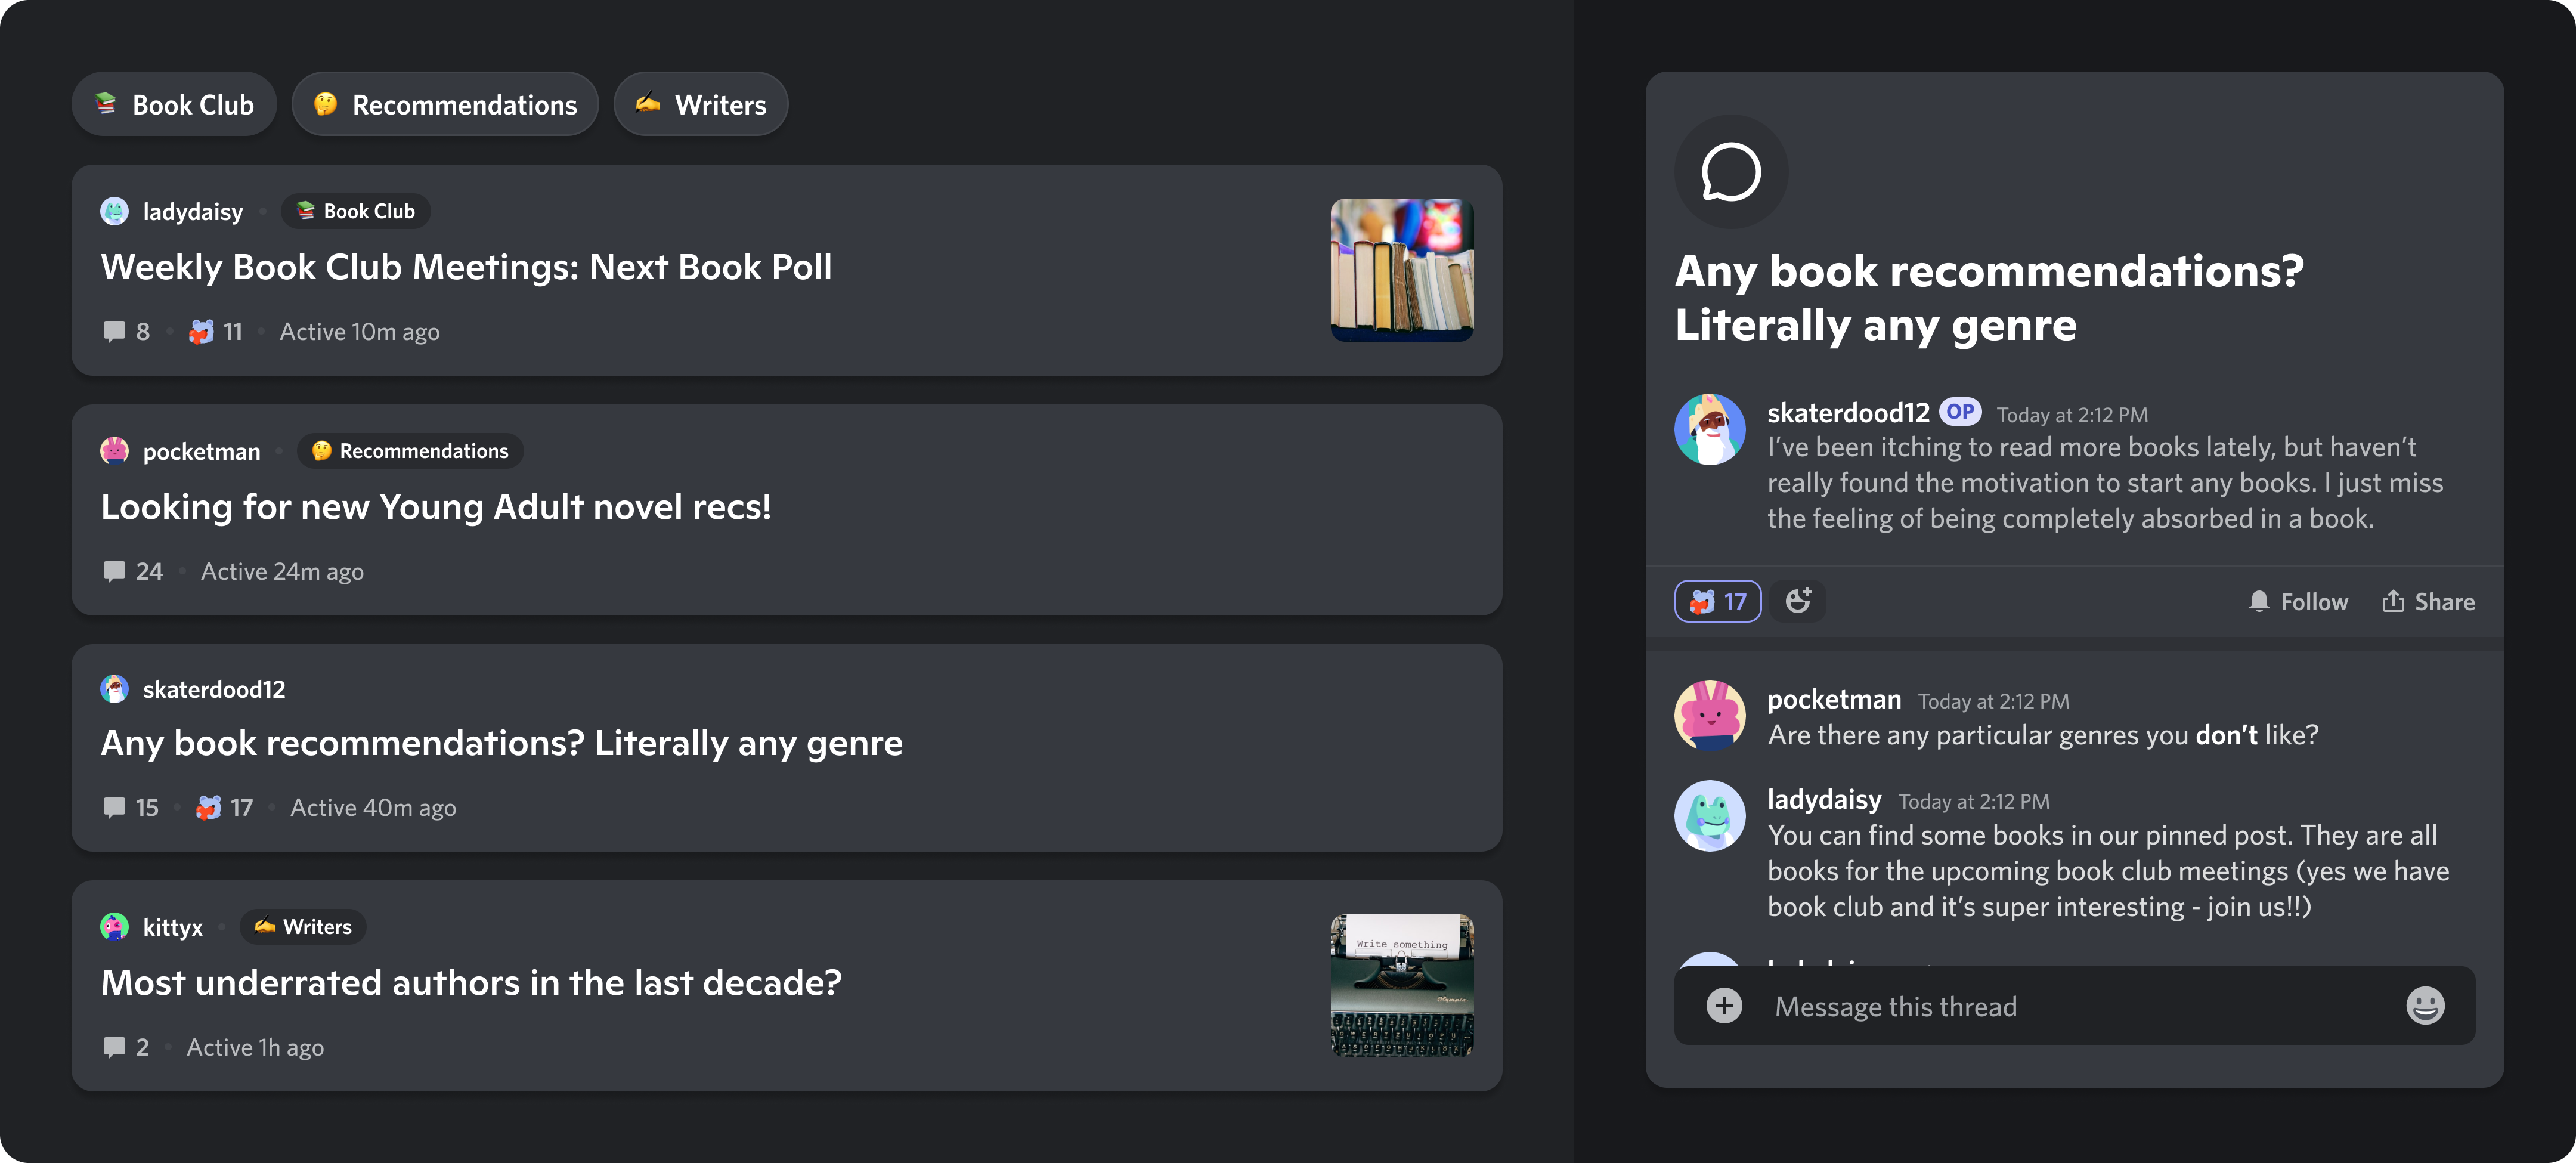 Book Club
Recommendations
Writers
ladydaisy
Book Club
Weekly Book Club Meetings: Next Book Poll
8
11
Active 10m ago
pocketman
Recommendations
Looking for new Young Adult novel recs!
24
Active 24m ago
skaterdood12
Any book recommendations? Literally any genre
15
17
Active 40m ago
kittyx
Writers
Most underrated authors in the last decade?
2
Active 1h ago
Write something
Olympia
Any book recommendations?
Literally any genre
skaterdood12 OP Today at 2:12 PM
I’ve been itching to read more books lately, but haven’t
really found the motivation to start any books. I just miss
the feeling of being completely absorbed in a book.
17
Follow
Share
pocketman Today at 2:12 PM
Are there any particular genres you don’t like?
ladydaisy Today at 2:12 PM
You can find some books in our pinned post. They are all
books for the upcoming book club meetings (yes we have
book club and it’s super interesting - join us!!)
Message this thread